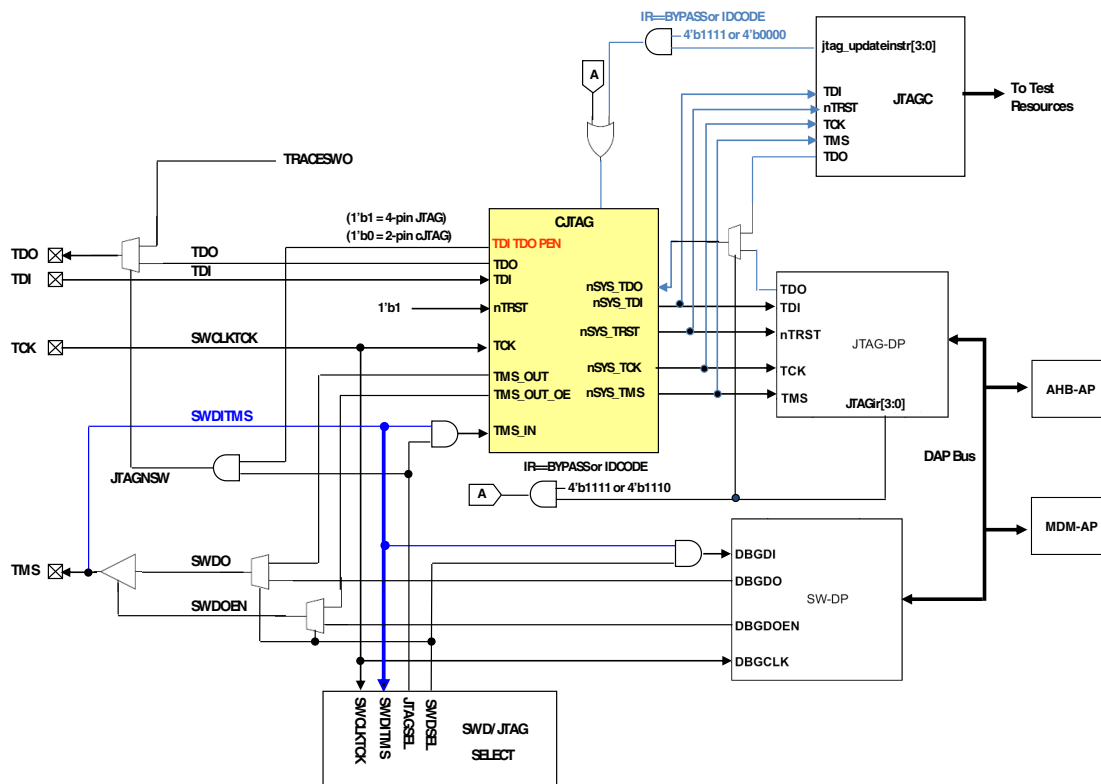 IR==BYPASS or IDCODE
4'b1111 or 4'b0000
jtag_updateinstr[3:0]
A
TDI
nTRST
TCK
TMS
TDO
JTAGC
To Test
Resources
TRACESWO
CJTAG
(1'b1 = 4-pin JTAG)
(1'b0 = 2-pin cJTAG)
TDI TDO PEN
TDO
TDO
TDO
TDI
TDI
TDI
1'b1
nTRST
TCK
SWCLKTCK
TCK
TMS_OUT
TMS_OUT_OE
TMS_IN
nSYS_TDO
nSYS_TDI
nSYS_TRST
nSYS_TCK
nSYS_TMS
TDO
TDI
nTRST
TCK
TMS
JTAG-DP
JTAGir[3:0]
AHB-AP
SWDITMS
JTAGNSW
IR==BYPASS or IDCODE
4'b1111 or 4'b1110
A
DAP Bus
MDM-AP
TMS
SWDO
SWDOEN
DBGDI
DBGDO
SW-DP
DBGDOEN
DBGCLK
SWCLKTCK
SWDITMS
JTAGSEL
SWDSEL
SWD/JTAG
SELECT